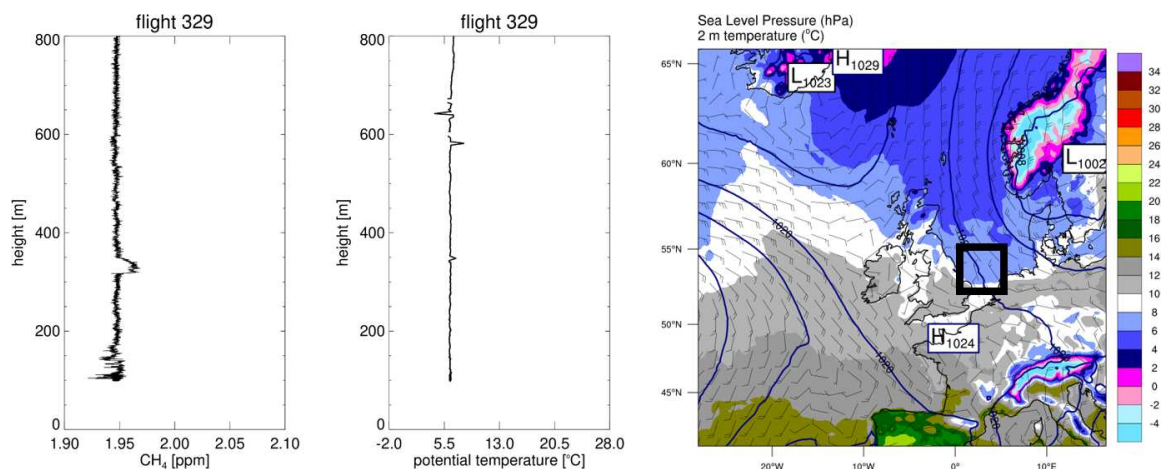 flight 329
800
600
400
200
0
height [m]
1.90 1.95 2.00 2.05 2.10
CH₄ [ppm]
flight 329
800
600
400
200
0
height [m]
-2.0 5.5 13.0 20.5 28.0
potential temperature [°C]
Sea Level Pressure (hPa)
2 m temperature (°C)
65°N
60°N
55°N
50°N
45°N
20°W 10°W 0° 10°E
L1023
H1029
L1002
H1024
1020
1020
34
32
30
28
26
24
22
20
18
16
14
12
10
8
6
4
2
0
-2
-4